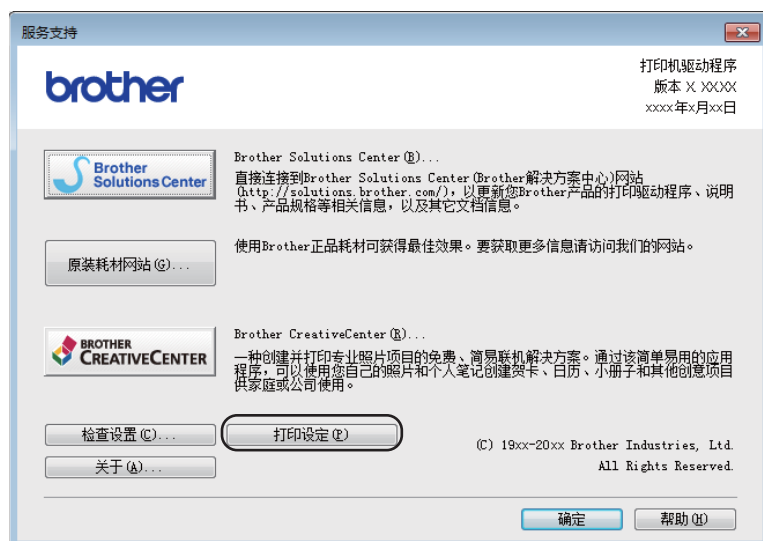 服务支持
brother
打印机驱动程序
版本 X XXXX
xxxx年x月xx日
Brother
Solutions Center
Brother Solutions Center(B)...
直接连接到Brother Solutions Center(Brother解决方案中心)网站
(http://solutions.brother.com/)，以更新您Brother产品的打印驱动程序、说明
书、产品规格等相关信息，以及其它文档信息。
原装耗材网站(G)...
使用Brother正品耗材可获得最佳效果。要获取更多信息请访问我们的网站。
BROTHER
CREATIVECENTER
Brother CreativeCenter(R)...
一种创建并打印专业照片项目的免费、简易联机解决方案。通过该简单易用的应用
程序，可以使用您自己的照片和个人笔记创建贺卡、日历、小册子和其他创意项目
供家庭或公司使用。
检查设置(C)...
打印设定(P)
关于(A)...
(C) 19xx-20xx Brother Industries, Ltd.
All Rights Reserved.
确定
帮助(H)